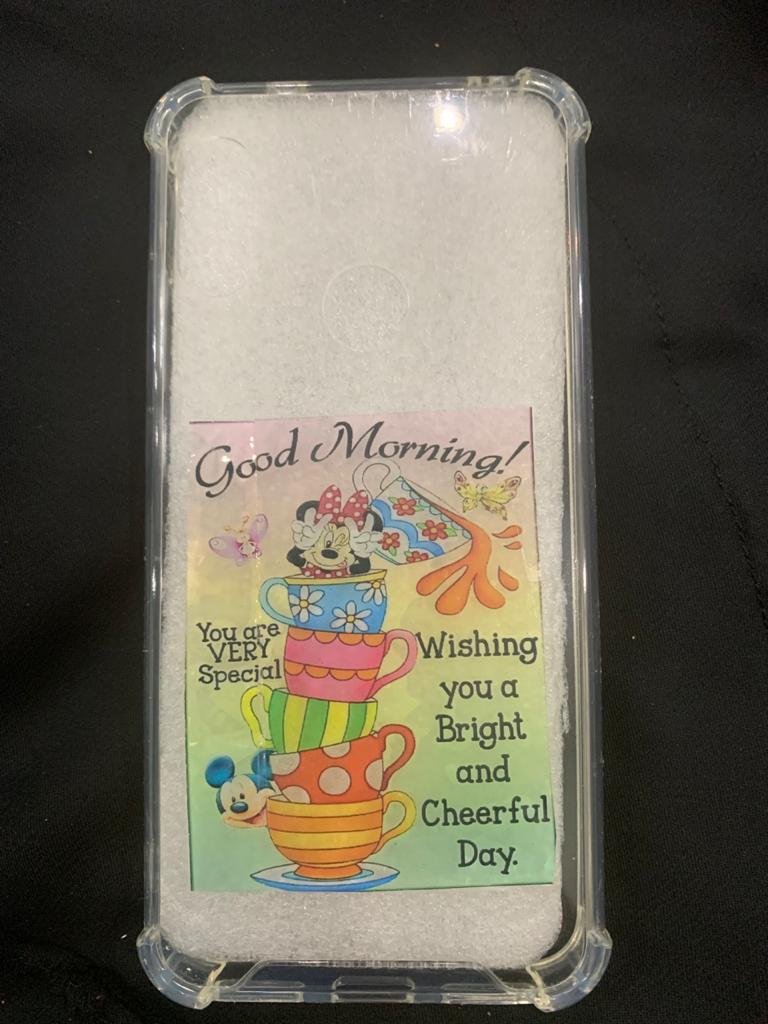 Good Morning!
You are
VERY
Special
Wishing
you a
Bright
and
Cheerful
Day.